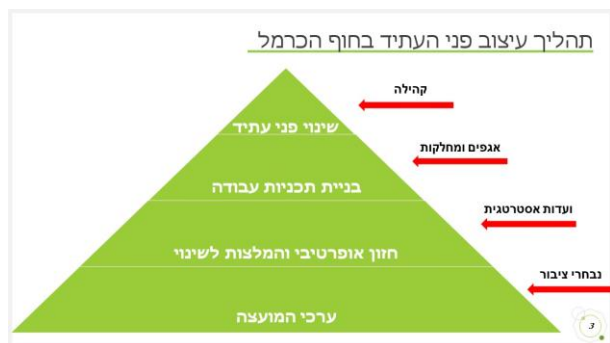 תהליך עיצוב פני העתיד בחוף הכרמל
קהילה
שינוי פני עתיד
אגפים ומחלקות
בניית תכניות עבודה
ועדות אסטרטגית
חזון אופרטיבי והמלצות לשינוי
נבחרי ציבור
ערכי המועצה
3